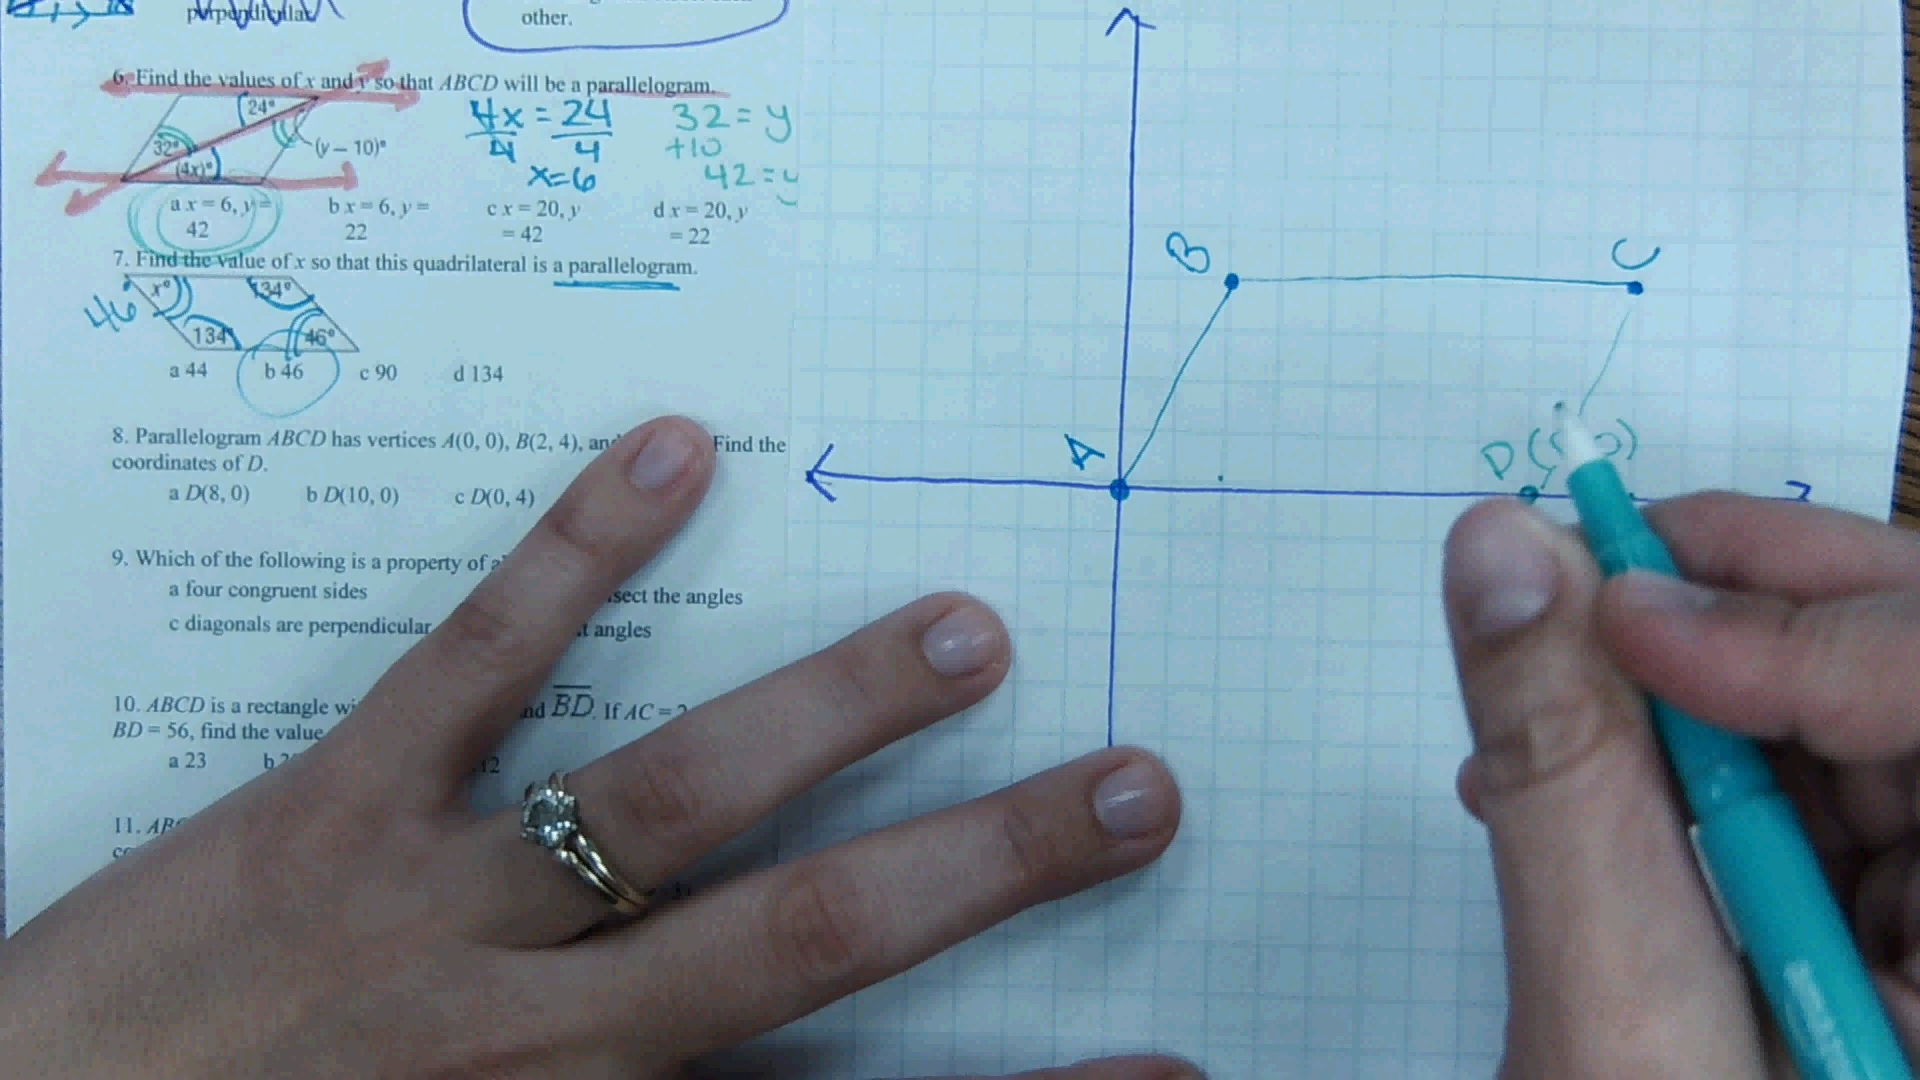 perpendicular
other.
6. Find the values of x and y so that ABCD will be a parallelogram.
24°
32°
(y – 10)°
(4x)°
4x = 24
4 4
x=6
32 = y
+10
42 = y
a x = 6, y =
42
b x = 6, y =
22
c x = 20, y
= 42
d x = 20, y
= 22
7. Find the value of x so that this quadrilateral is a parallelogram.
46
x°
134°
134
46°
a 44 b 46 c 90 d 134
8. Parallelogram ABCD has vertices A(0, 0), B(2, 4), and Find the
coordinates of D.
a D(8, 0) b D(10, 0) c D(0, 4)
9. Which of the following is a property of
a four congruent sides
the angles
c diagonals are perpendicular
angles
10. ABCD is a rectangle BD. If AC =
BD = 56, find the value
a 23 b
12
11.
B
C
A
D